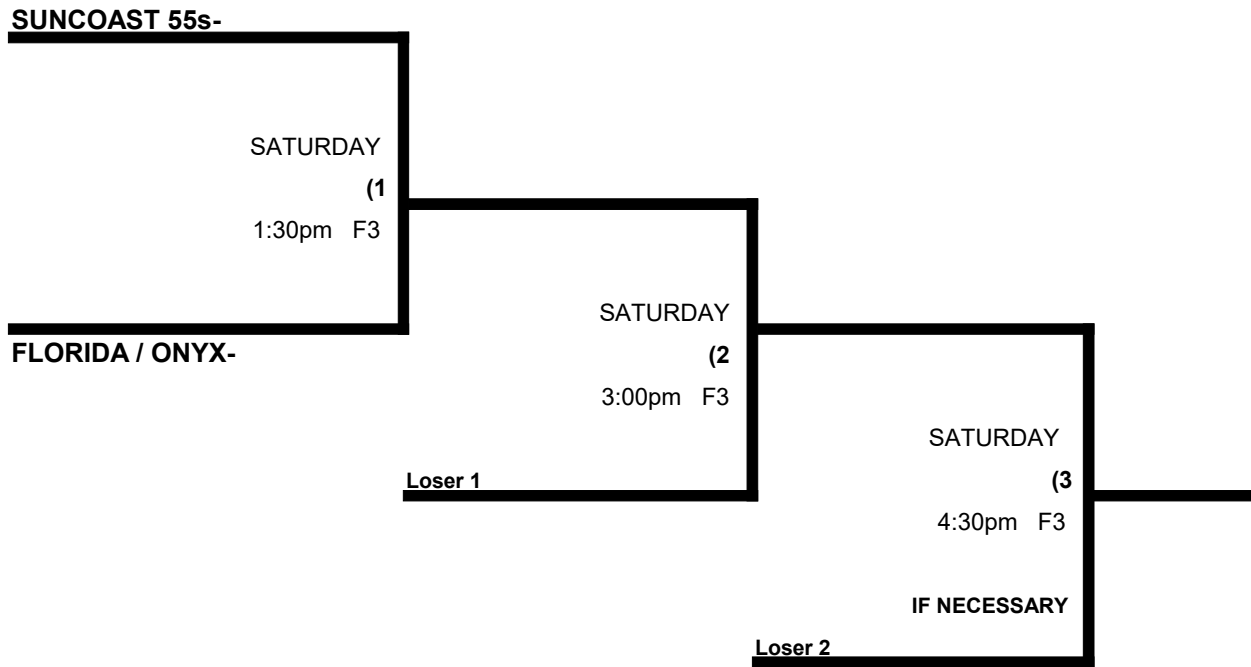 SUNCOAST 55s-
SATURDAY
(1
1:30pm F3
FLORIDA / ONYX-
SATURDAY
(2
3:00pm F3
Loser 1
SATURDAY
(3
4:30pm F3
IF NECESSARY
Loser 2